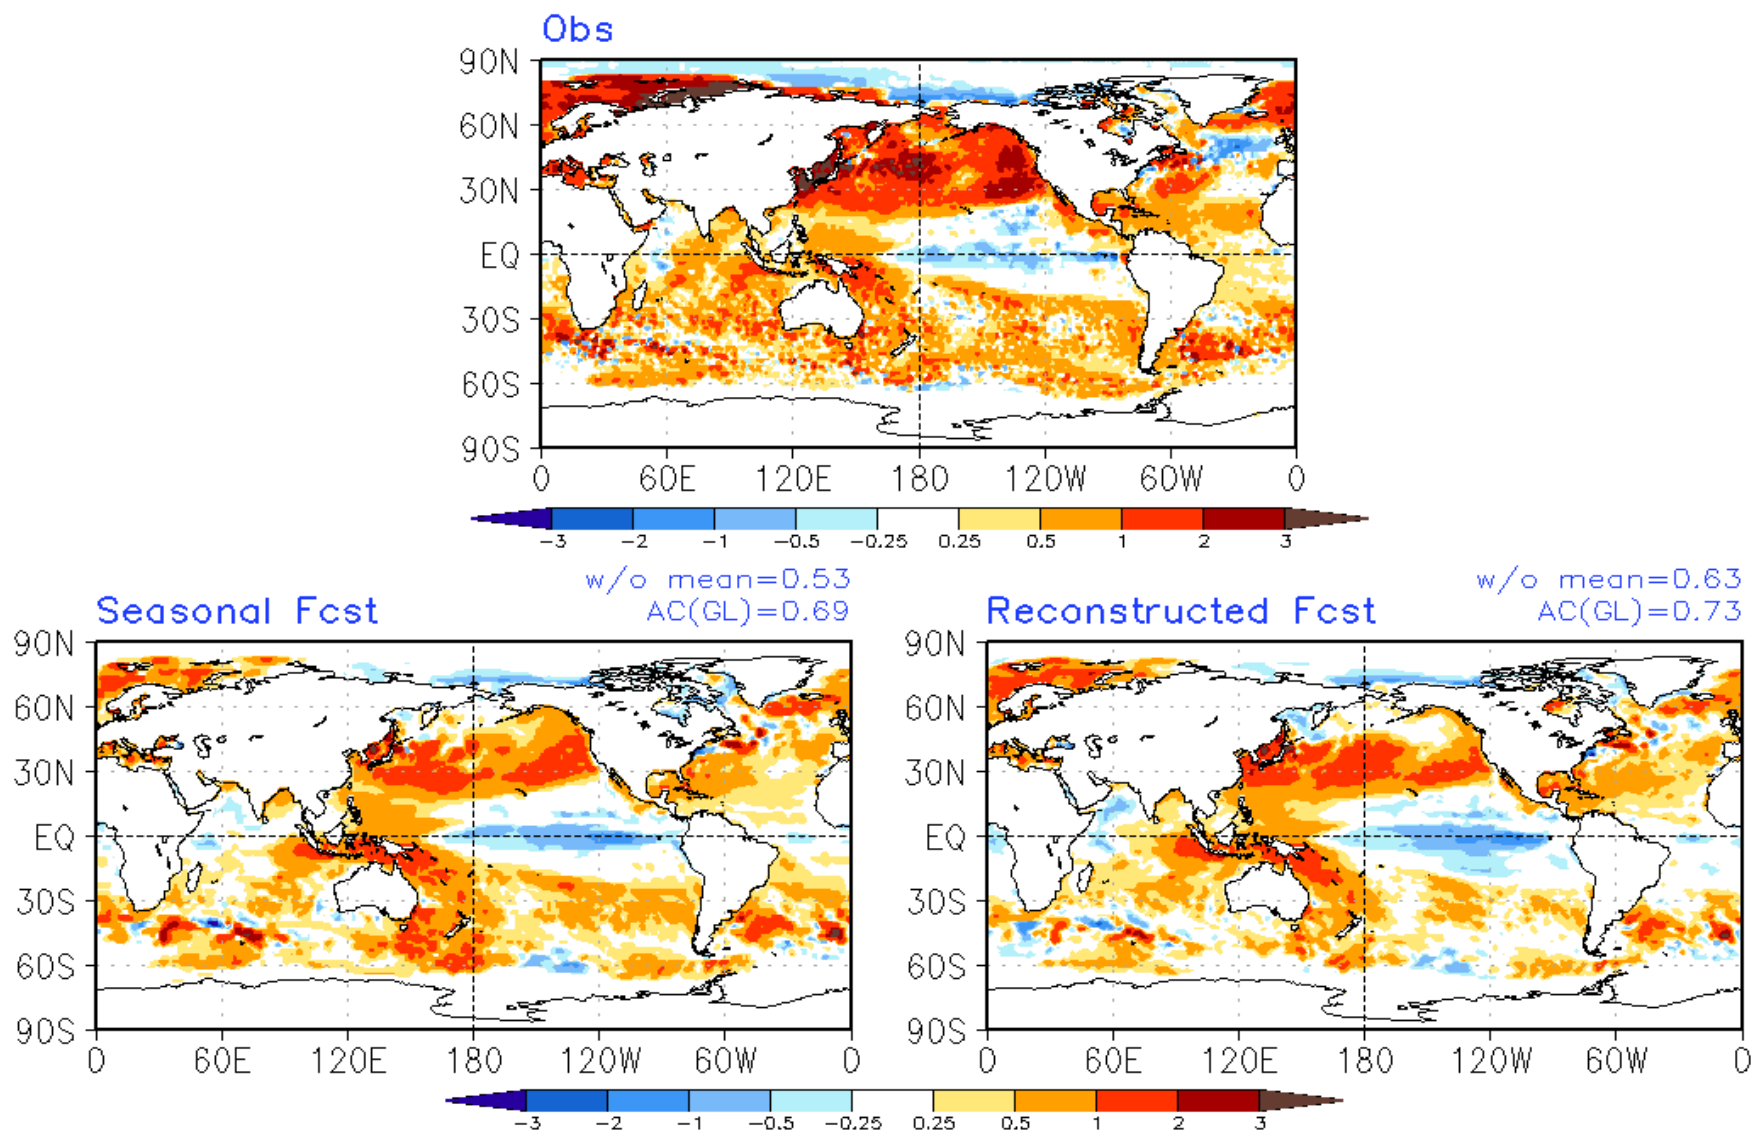 Obs
90N
60N
30N
EQ
30S
60S
90S
0 60E 120E 180 120W 60W 0
-3 -2 -1 -0.5 -0.25 0.25 0.5 1 2 3
w/o mean=0.53
Seasonal Fcst AC(GL)=0.69
90N
60N
30N
EQ
30S
60S
90S
0 60E 120E 180 120W 60W 0
w/o mean=0.63
Reconstructed Fcst AC(GL)=0.73
90N
60N
30N
EQ
30S
60S
90S
0 60E 120E 180 120W 60W 0
-3 -2 -1 -0.5 -0.25 0.25 0.5 1 2 3